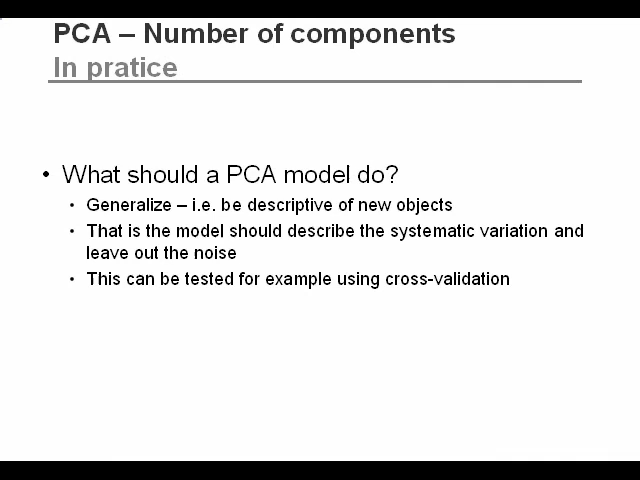 PCA – Number of components
In pratice
• What should a PCA model do?
• Generalize – i.e. be descriptive of new objects
• That is the model should describe the systematic variation and
leave out the noise
• This can be tested for example using cross-validation